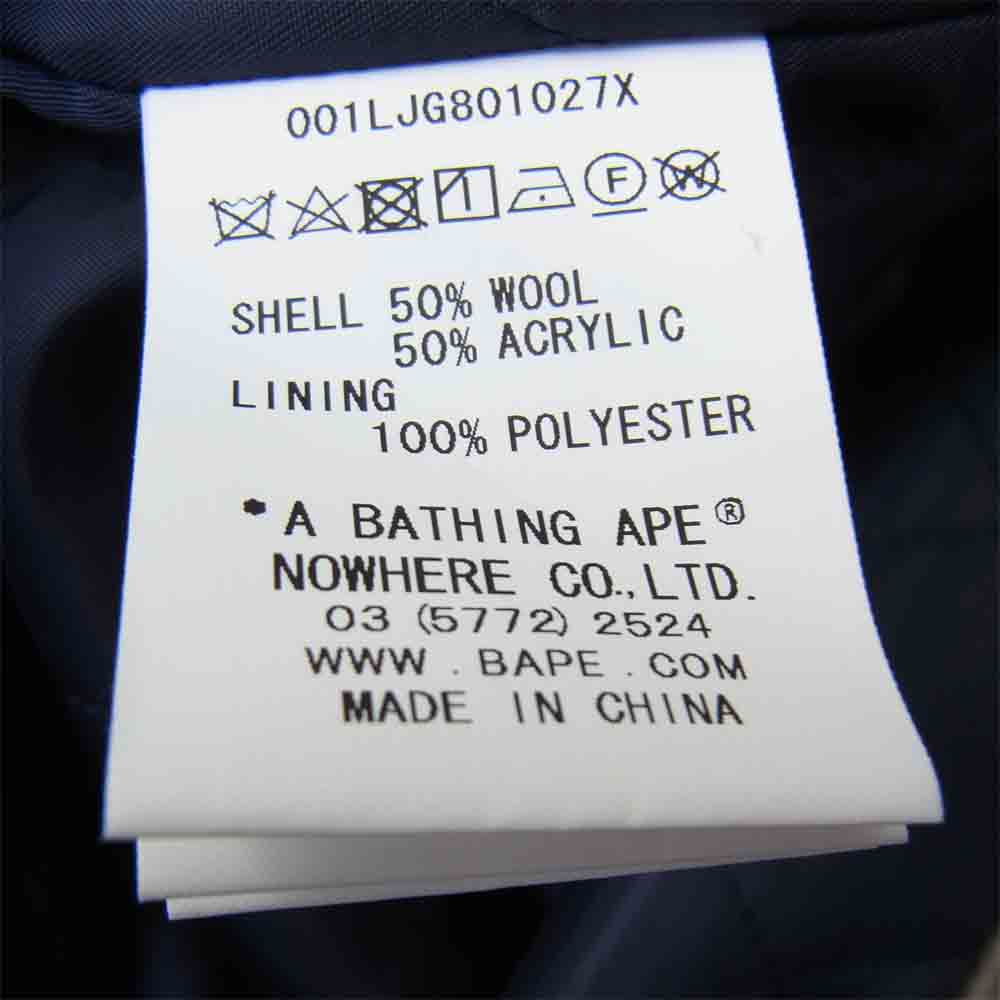 001LJG801027X
F W
SHELL 50% WOOL
50% ACRYLIC
LINING
100% POLYESTER
*A BATHING APE®
NOWHERE CO.,LTD.
03 (5772) 2524
WWW.BAPE.COM
MADE IN CHINA